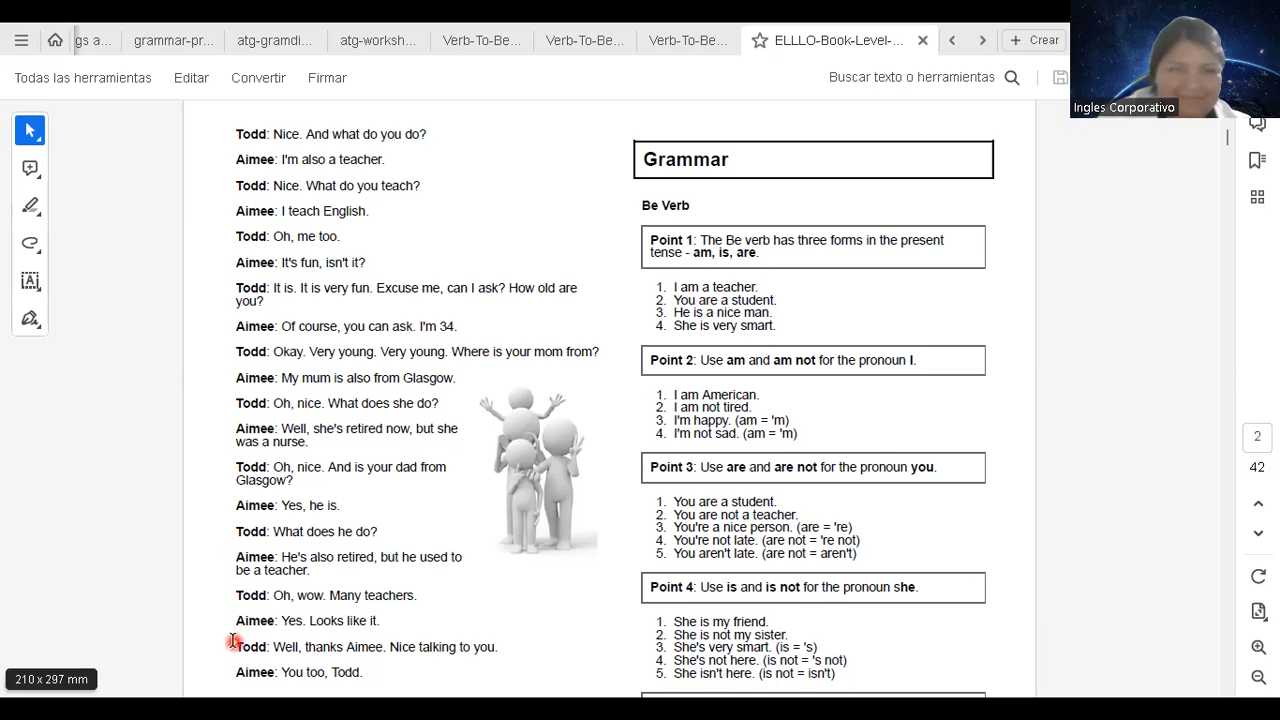 gs a...
grammar-pr...
atg-gramdi...
atg-worksh...
Verb-To-Be...
Verb-To-Be...
Verb-To-Be...
ELLLO-Book-Level-...
Crear
Todas las herramientas
Editar
Convertir
Firmar
Buscar texto o herramientas
Ingles Corporativo
Todd: Nice. And what do you do?
Aimee: I'm also a teacher.
Todd: Nice. What do you teach?
Aimee: I teach English.
Todd: Oh, me too.
Aimee: It's fun, isn't it?
Todd: It is. It is very fun. Excuse me, can I ask? How old are
you?
Aimee: Of course, you can ask. I'm 34.
Todd: Okay. Very young. Very young. Where is your mom from?
Aimee: My mum is also from Glasgow.
Todd: Oh, nice. What does she do?
Aimee: Well, she's retired now, but she
was a nurse.
Todd: Oh, nice. And is your dad from
Glasgow?
Aimee: Yes, he is.
Todd: What does he do?
Aimee: He's also retired, but he used to
be a teacher.
Todd: Oh, wow. Many teachers.
Aimee: Yes. Looks like it.
Todd: Well, thanks Aimee. Nice talking to you.
Aimee: You too, Todd.
Grammar
Be Verb
Point 1: The Be verb has three forms in the present
tense - am, is, are.
1. I am a teacher.
2. You are a student.
3. He is a nice man.
4. She is very smart.
Point 2: Use am and am not for the pronoun I.
1. I am American.
2. I am not tired.
3. I'm happy. (am = 'm)
4. I'm not sad. (am = 'm)
Point 3: Use are and are not for the pronoun you.
1. You are a student.
2. You are not a teacher.
3. You're a nice person. (are = 're)
4. You're not late. (are not = 're not)
5. You aren't late. (are not = aren't)
Point 4: Use is and is not for the pronoun she.
1. She is my friend.
2. She is not my sister.
3. She's very smart. (is = 's)
4. She's not here. (is not = 's not)
5. She isn't here. (is not = isn't)
2
42
210 x 297 mm